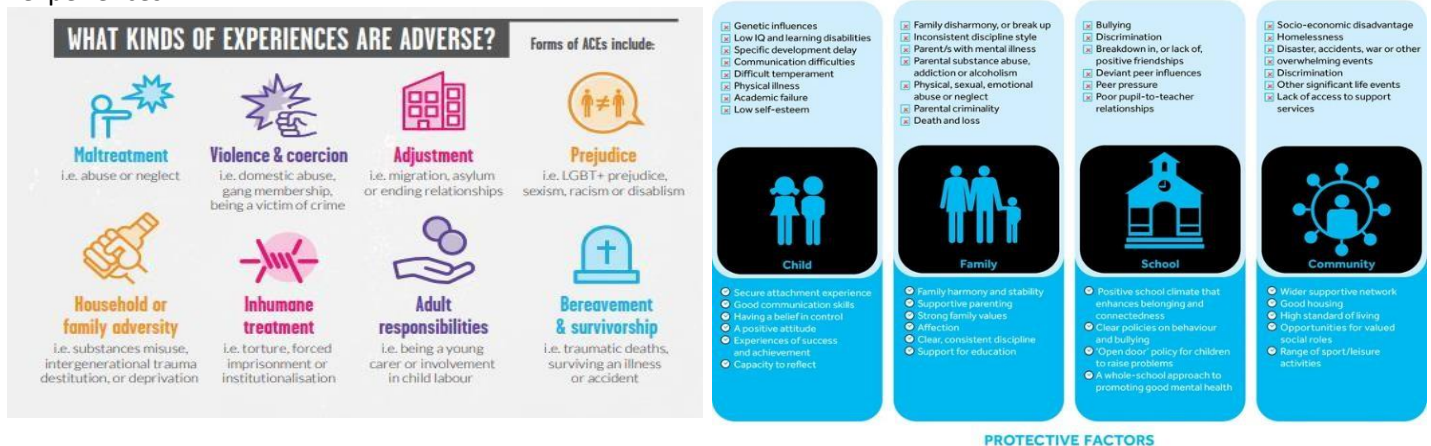 WHAT KINDS OF EXPERIENCES ARE ADVERSE?
Forms of ACEs include:
Maltreatment
i.e. abuse or neglect
Violence & coercion
i.e. domestic abuse,
gang membership,
being a victim of crime
Adjustment
i.e. migration, asylum
or ending relationships
Prejudice
i.e. LGBT+ prejudice,
sexism, racism or disablism
Household or
family adversity
i.e. substances misuse,
intergenerational trauma
destitution, or deprivation
Inhumane
treatment
i.e. torture, forced
imprisonment or
institutionalisation
Adult
responsibilities
i.e. being a young
carer or involvement
in child labour
Bereavement
& survivorship
i.e. traumatic deaths,
surviving an illness
or accident
Genetic influences
Low IQ and learning disabilities
Specific development delay
Communication difficulties
Difficult temperament
Physical illness
Academic failure
Low self-esteem
Child
Secure attachment experience
Good communication skills
Having a belief in control
A positive attitude
Experiences of success
and achievement
Capacity to reflect
Family disharmony, or break up
Inconsistent discipline style
Parent/s with mental illness
Parental substance abuse,
addiction or alcoholism
Physical, sexual, emotional
abuse or neglect
Parental criminality
Death and loss
Family
Family harmony and stability
Supportive parenting
Strong family values
Affection
Clear, consistent discipline
Support for education
Bullying
Discrimination
Breakdown in, or lack of,
positive friendships
Deviant peer influences
Peer pressure
Poor pupil-to-teacher
relationships
School
Positive school climate that
enhances belonging and
connectedness
Clear policies on behaviour
and bullying
'Open door' policy for children
to raise problems
A whole-school approach to
promoting good mental health
Socio-economic disadvantage
Homelessness
Disaster, accidents, war or other
overwhelming events
Discrimination
Other significant life events
Lack of access to support
services
Community
Wider supportive network
Good housing
High standard of living
Opportunities for valued
social roles
Range of sport/leisure
activities
PROTECTIVE FACTORS